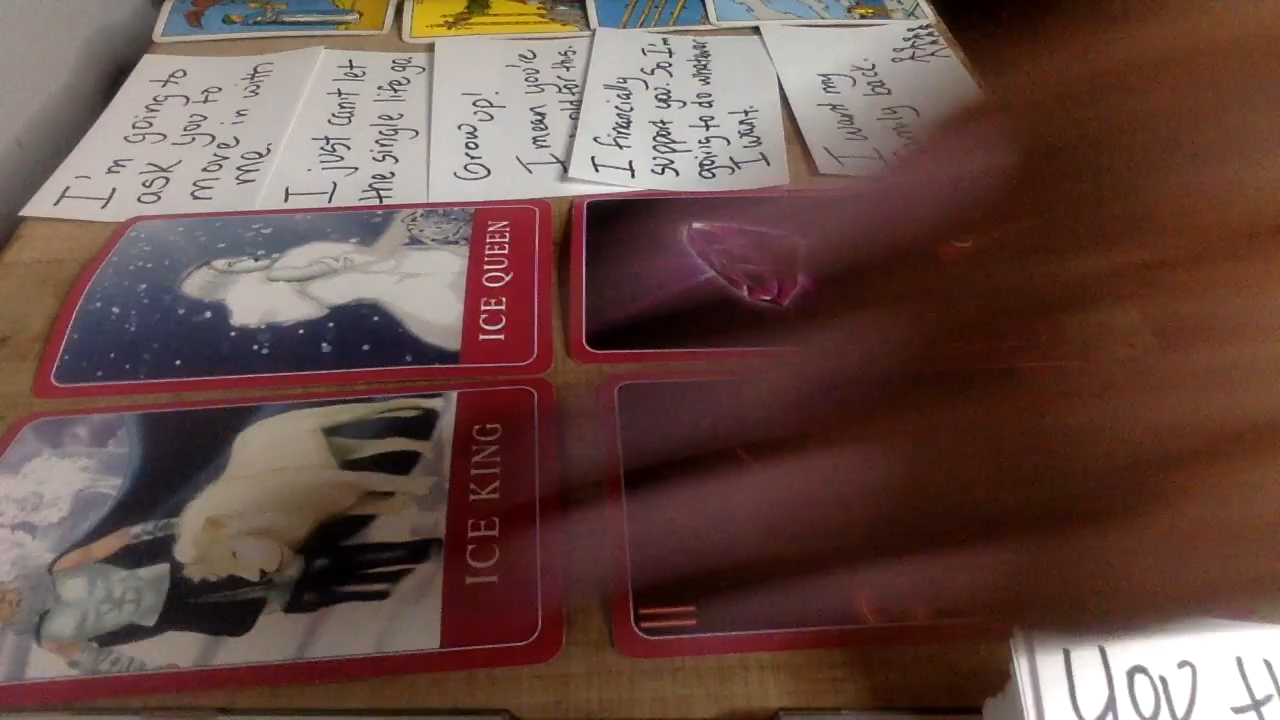 I'm going to
ask you to
move in with
me.
I just can't let
the single life go
Grow up!
I mean you're
old for this.
I financially
support you. So I'm
going to do whatever
I want.
I want my
back.
ICE QUEEN
ICE KING
III
You